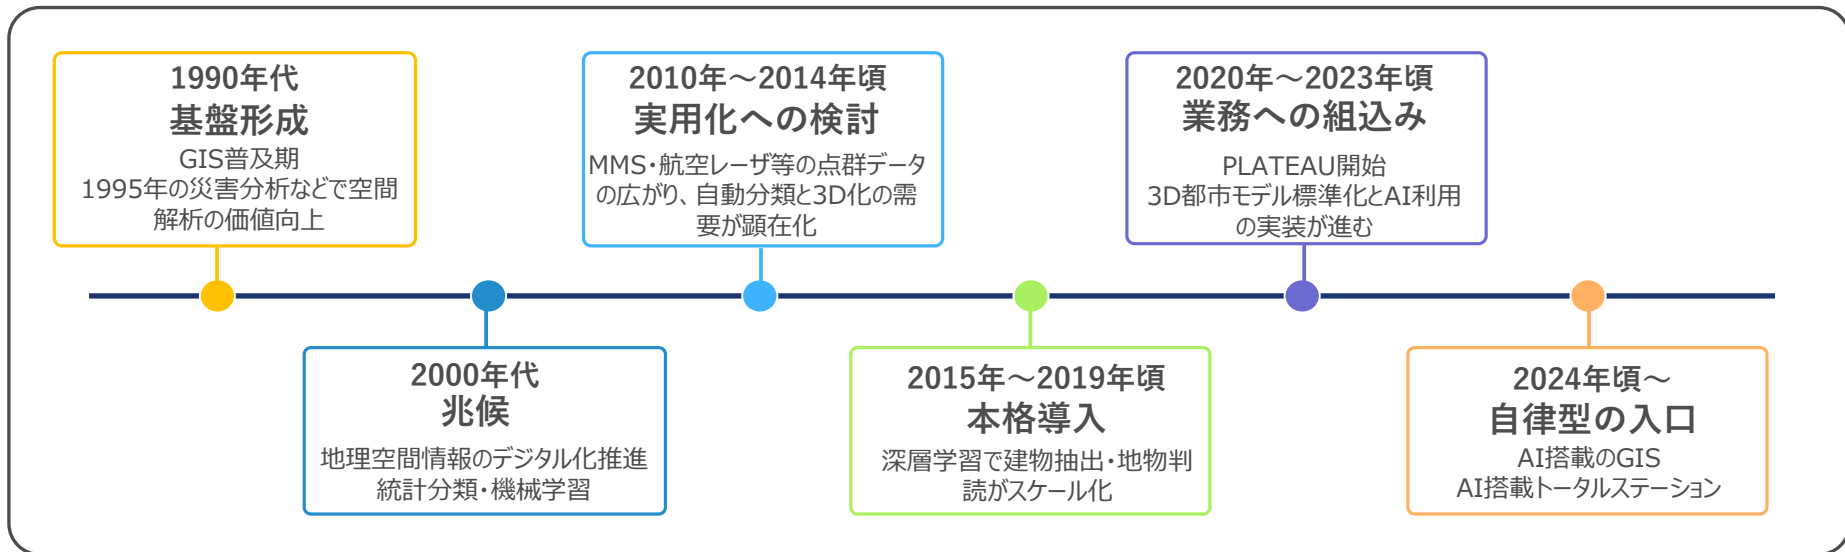 1990年代
基盤形成
GIS普及期
1995年の災害分析などで空間
解析の価値向上
2000年代
兆候
地理空間情報のデジタル化推進
統計分類・機械学習
2010年～2014年頃
実用化への検討
MMS・航空レーザ等の点群データ
の広がり、自動分類と3D化の需
要が顕在化
2015年～2019年頃
本格導入
深層学習で建物抽出・地物判
読がスケール化
2020年～2023年頃
業務への組込み
PLATEAU開始
3D都市モデル標準化とAI利用
の実装が進む
2024年頃～
自律型の入口
AI搭載のGIS
AI搭載トータルステーション